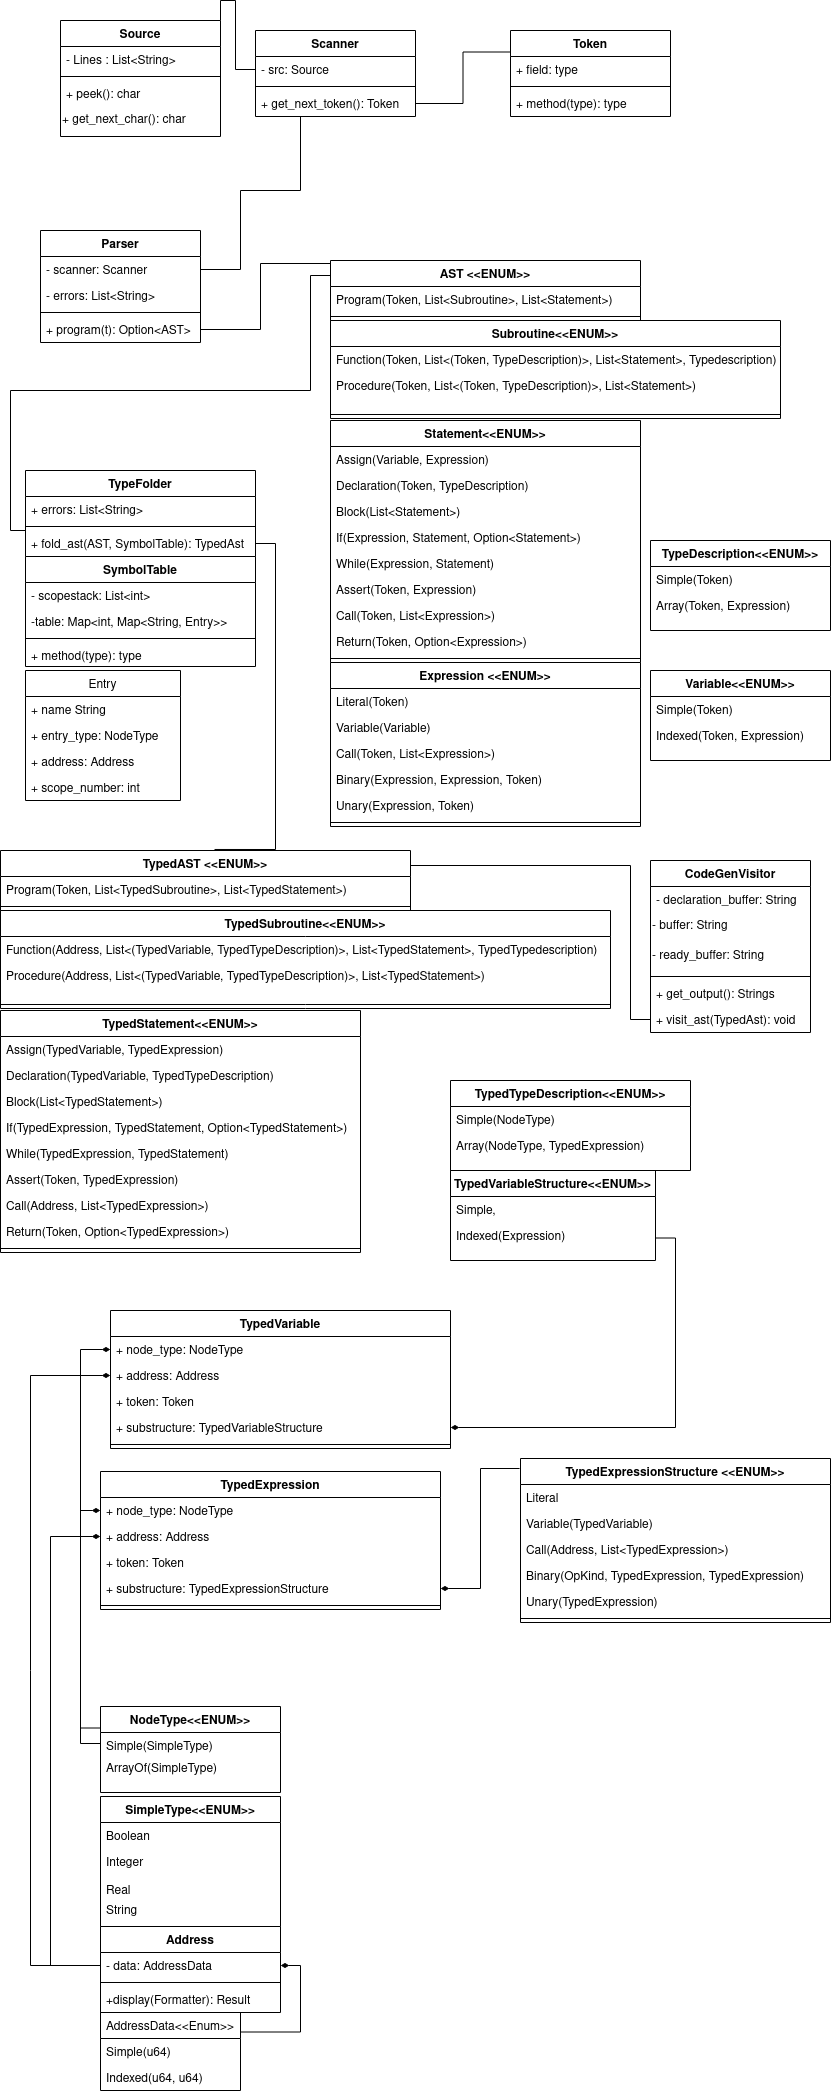 Source
- Lines : List<String>
+ peek(): char
+ get_next_char(): char
Scanner
- src: Source
+ get_next_token(): Token
Token
+ field: type
+ method(type): type
Parser
- scanner: Scanner
- errors: List<String>
+ program(t): Option<AST>
AST <<ENUM>>
Program(Token, List<Subroutine>, List<Statement>)
Subroutine<<ENUM>>
Function(Token, List<(Token, TypeDescription)>, List<Statement>, Typedescription)
Procedure(Token, List<(Token, TypeDescription)>, List<Statement>)
Statement<<ENUM>>
Assign(Variable, Expression)
Declaration(Token, TypeDescription)
Block(List<Statement>)
If(Expression, Statement, Option<Statement>)
While(Expression, Statement)
Assert(Token, Expression)
Call(Token, List<Expression>)
Return(Token, Option<Expression>)
Expression <<ENUM>>
Literal(Token)
Variable(Variable)
Call(Token, List<Expression>)
Binary(Expression, Expression, Token)
Unary(Expression, Token)
TypeFolder
+ errors: List<String>
+ fold_ast(AST, SymbolTable): TypedAst
SymbolTable
- scopestack: List<int>
-table: Map<int, Map<String, Entry>>
+ method(type): type
Entry
+ name String
+ entry_type: NodeType
+ address: Address
+ scope_number: int
TypeDescription<<ENUM>>
Simple(Token)
Array(Token, Expression)
Variable<<ENUM>>
Simple(Token)
Indexed(Token, Expression)
TypedAST <<ENUM>>
Program(Token, List<TypedSubroutine>, List<TypedStatement>)
TypedSubroutine<<ENUM>>
Function(Address, List<(TypedVariable, TypedTypeDescription)>, List<TypedStatement>, TypedTypedescription)
Procedure(Address, List<(TypedVariable, TypedTypeDescription)>, List<TypedStatement>)
TypedStatement<<ENUM>>
Assign(TypedVariable, TypedExpression)
Declaration(TypedVariable, TypedTypeDescription)
Block(List<TypedStatement>)
If(TypedExpression, TypedStatement, Option<TypedStatement>)
While(TypedExpression, TypedStatement)
Assert(Token, TypedExpression)
Call(Address, List<TypedExpression>)
Return(Token, Option<TypedExpression>)
CodeGenVisitor
- declaration_buffer: String
- buffer: String
- ready_buffer: String
+ get_output(): Strings
+ visit_ast(TypedAst): void
TypedTypeDescription<<ENUM>>
Simple(NodeType)
Array(NodeType, TypedExpression)
TypedVariableStructure<<ENUM>>
Simple,
Indexed(Expression)
TypedVariable
+ node_type: NodeType
+ address: Address
+ token: Token
+ substructure: TypedVariableStructure
TypedExpression
+ node_type: NodeType
+ address: Address
+ token: Token
+ substructure: TypedExpressionStructure
TypedExpressionStructure <<ENUM>>
Literal
Variable(TypedVariable)
Call(Address, List<TypedExpression>)
Binary(OpKind, TypedExpression, TypedExpression)
Unary(TypedExpression)
NodeType<<ENUM>>
Simple(SimpleType)
ArrayOf(SimpleType)
SimpleType<<ENUM>>
Boolean
Integer
Real
String
Address
- data: AddressData
+display(Formatter): Result
AddressData<<Enum>>
Simple(u64)
Indexed(u64, u64)